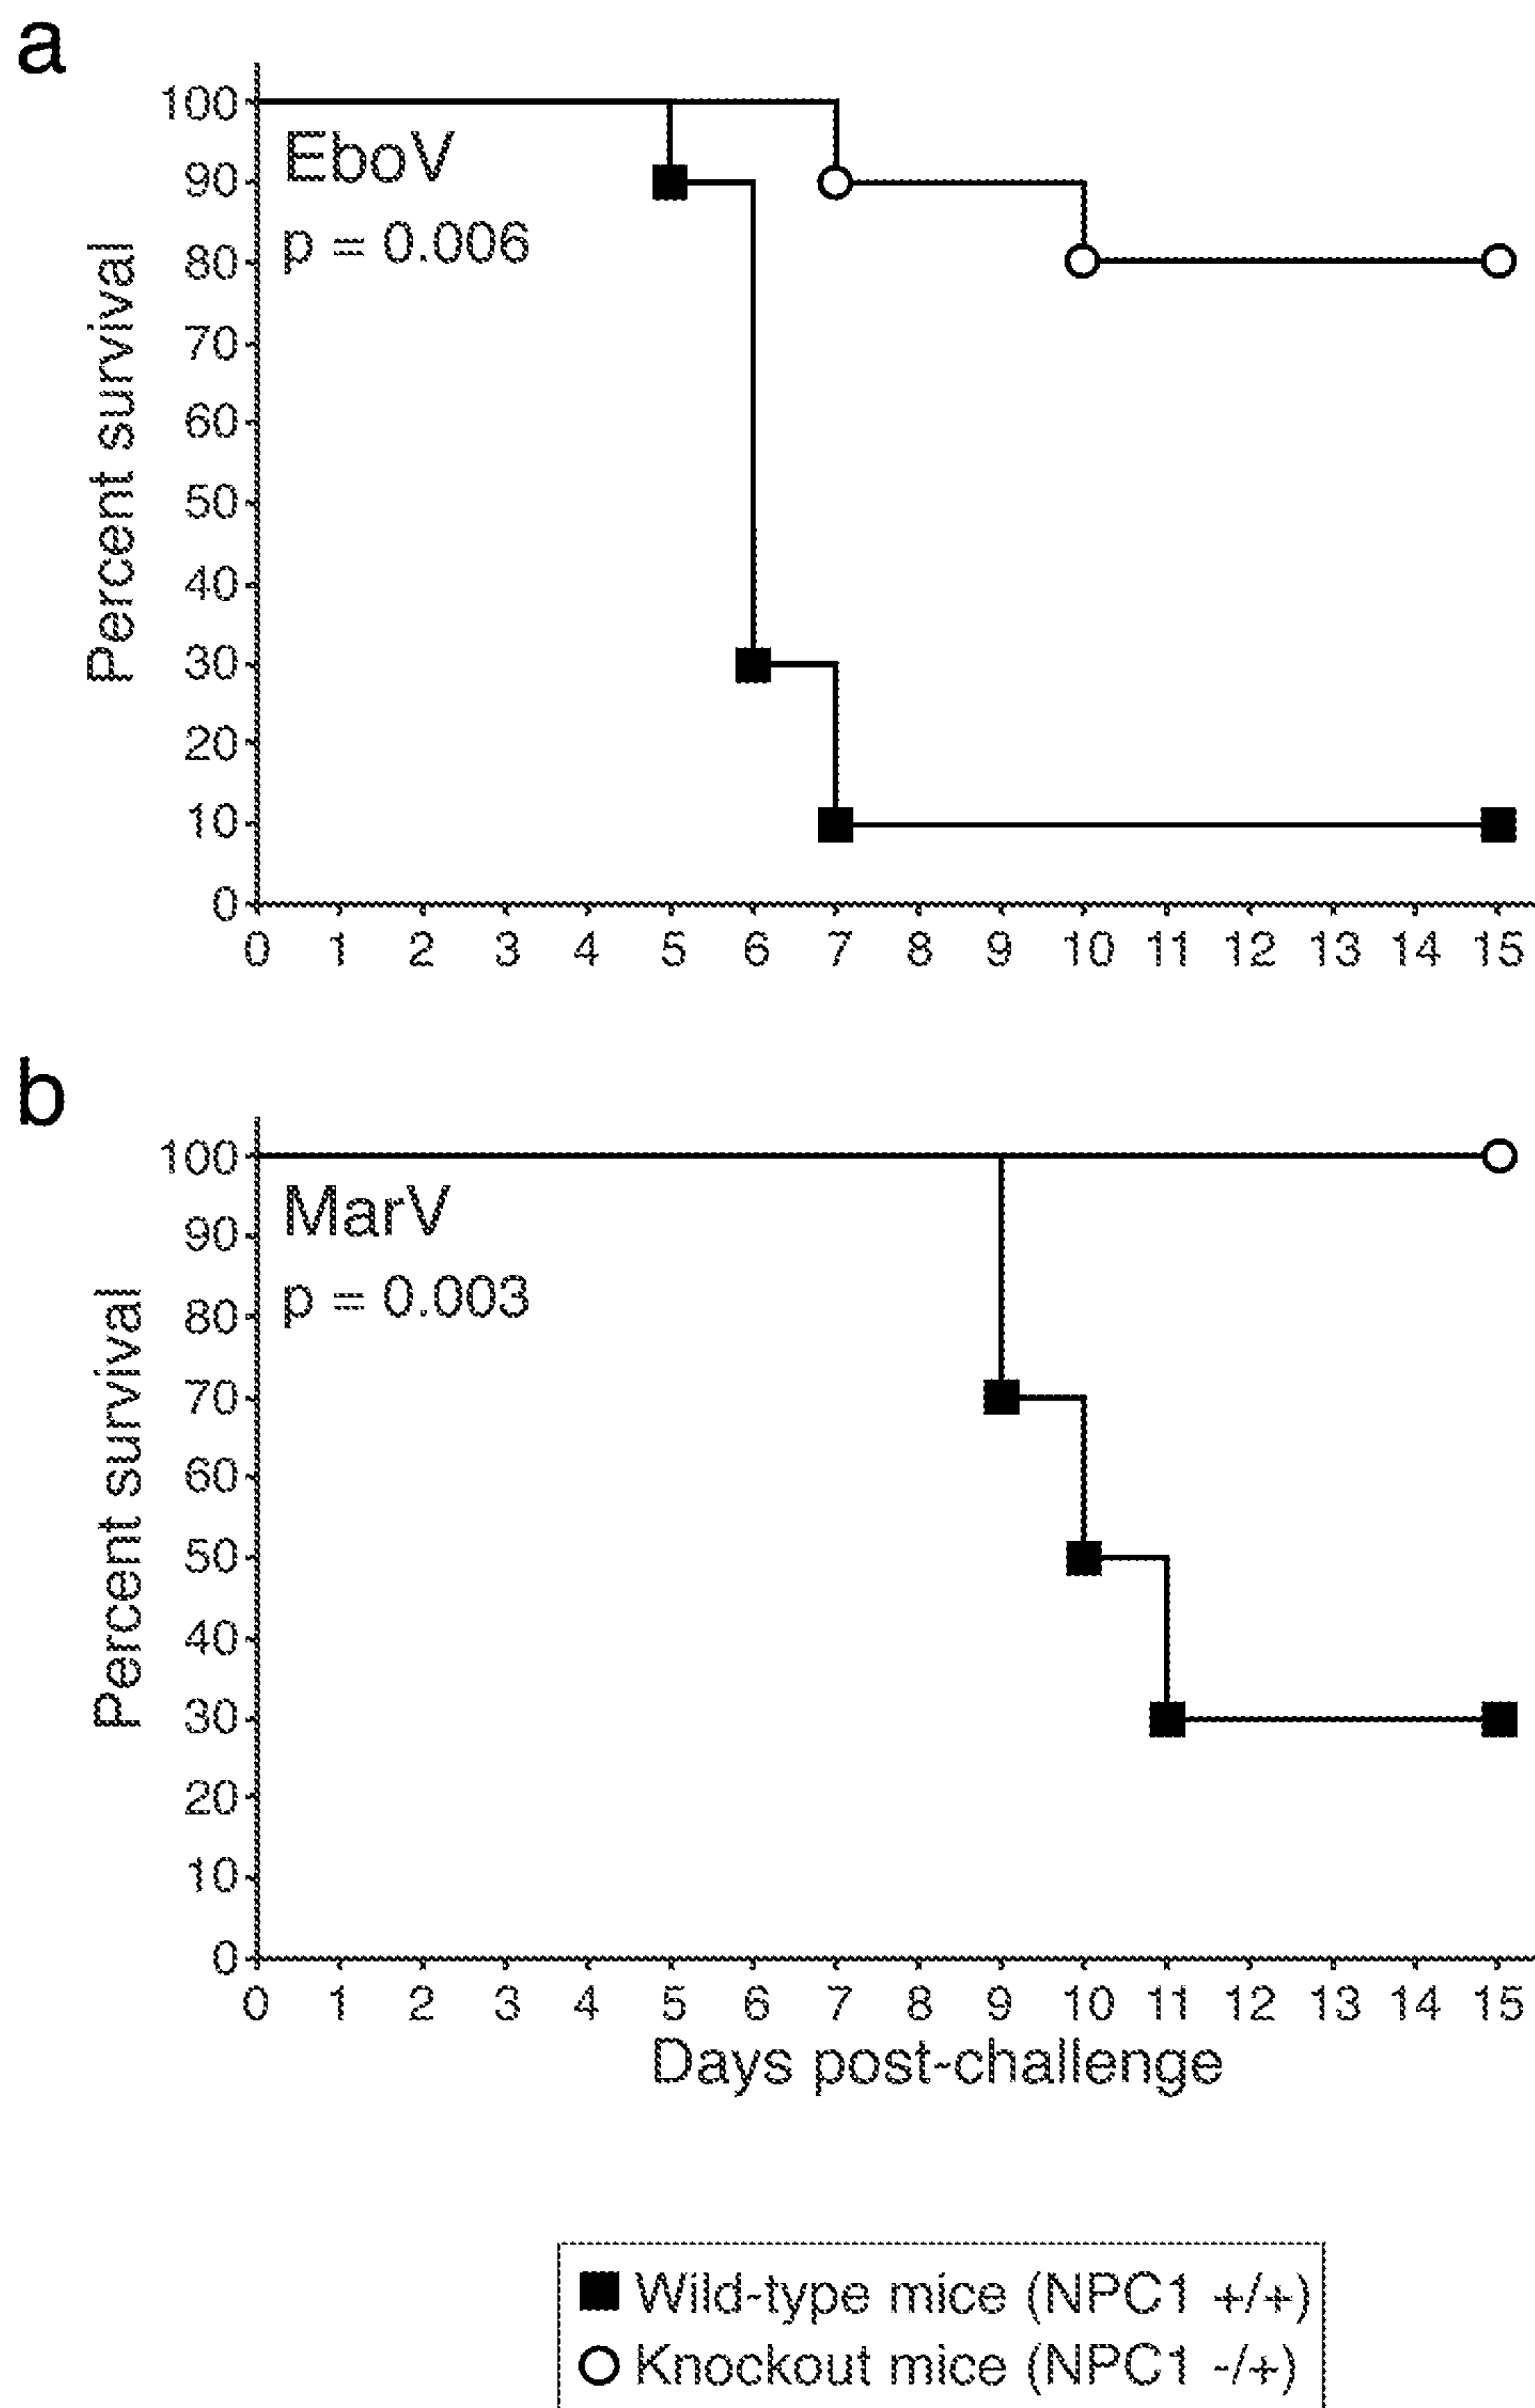 a
100
90
80
70
60
50
40
30
20
10
0
Percent survival
EboV
p = 0.006
0 1 2 3 4 5 6 7 8 9 10 11 12 13 14 15
b
100
90
80
70
60
50
40
30
20
10
0
Percent survival
MarV
p = 0.003
0 1 2 3 4 5 6 7 8 9 10 11 12 13 14 15
Days post-challenge
Wild-type mice (NPC1 +/+)
Knockout mice (NPC1 -/+)